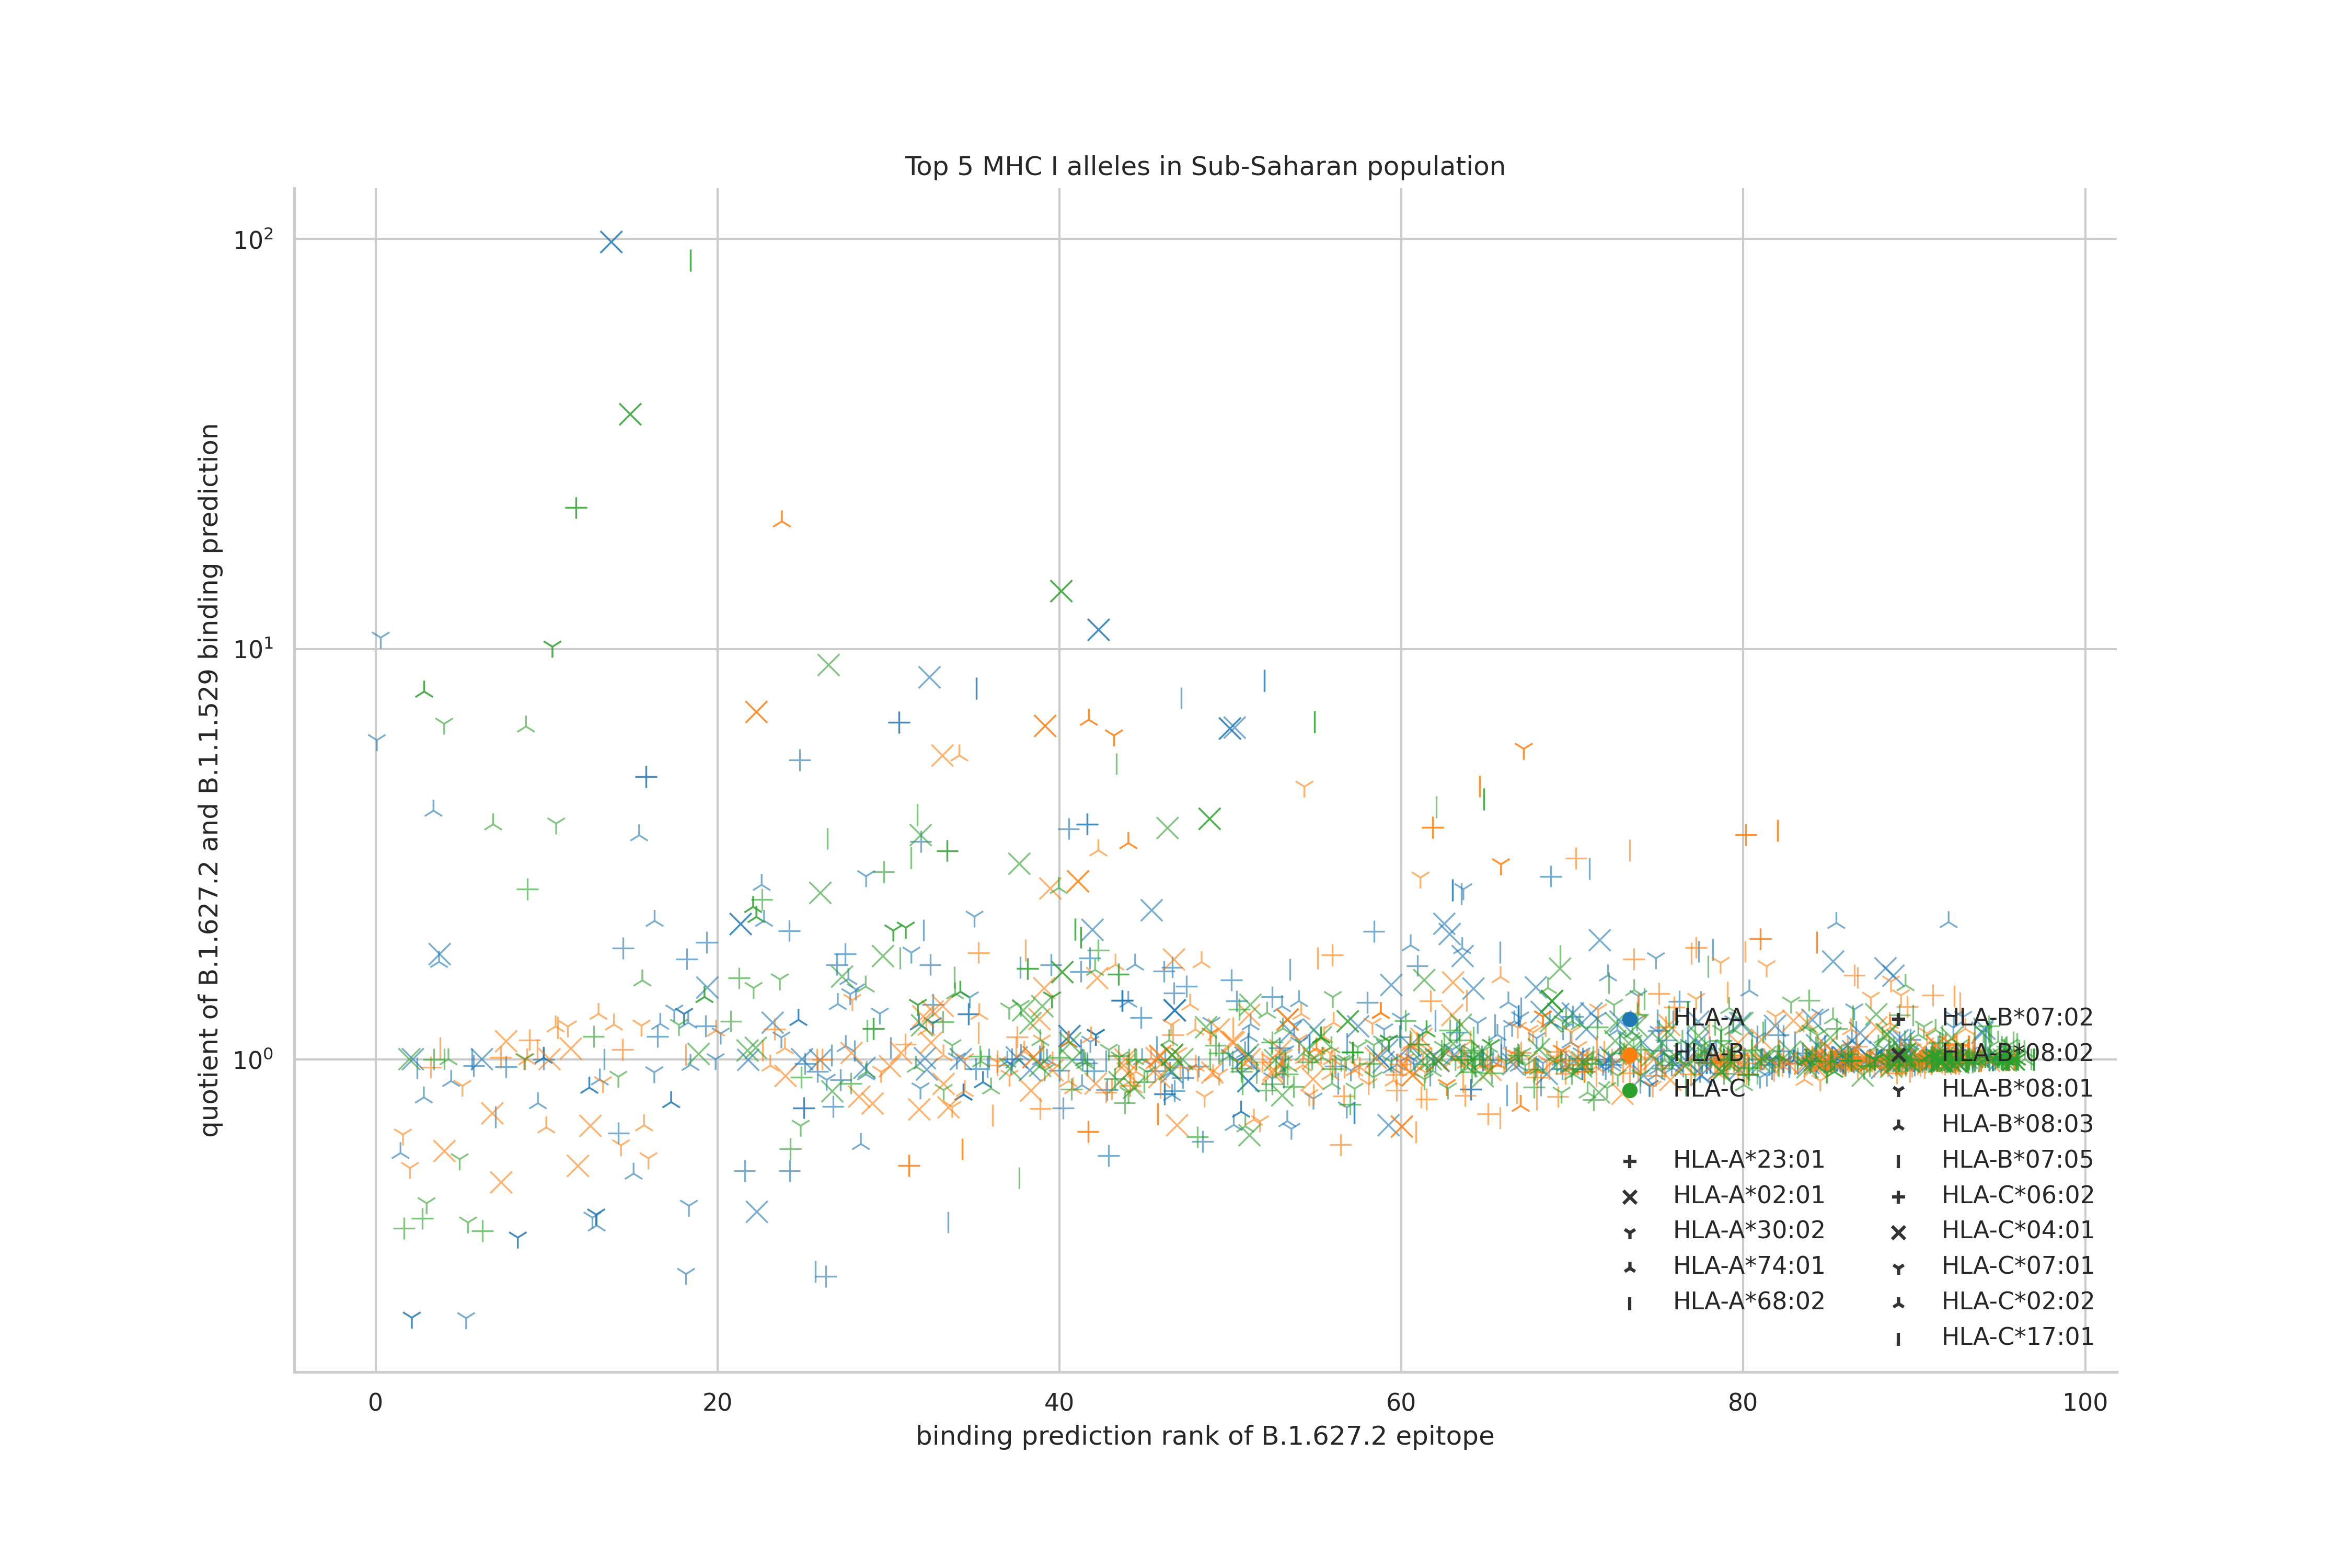 Top 5 MHC I alleles in Sub-Saharan population
quotient of B.1.627.2 and B.1.1.529 binding prediction
10²
10¹
10⁰
0 20 40 60 80 100
binding prediction rank of B.1.627.2 epitope
HLA-A
HLA-B
HLA-C
HLA-A*23:01
HLA-A*02:01
HLA-A*30:02
HLA-A*74:01
HLA-A*68:02
HLA-B*07:02
HLA-B*08:02
HLA-B*08:01
HLA-B*08:03
HLA-B*07:05
HLA-C*06:02
HLA-C*04:01
HLA-C*07:01
HLA-C*02:02
HLA-C*17:01